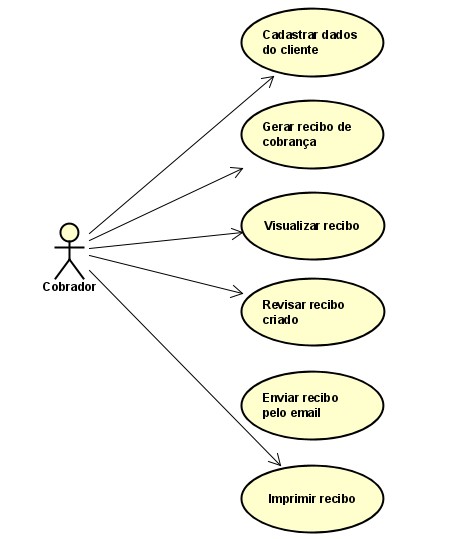 Cadastrar dados
do cliente
Gerar recibo de
cobrança
Visualizar recibo
Cobrador
Revisar recibo
criado
Enviar recibo
pelo email
Imprimir recibo